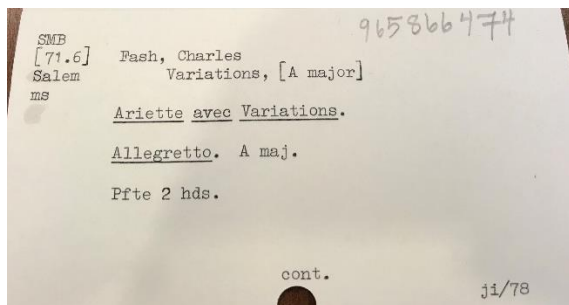 965866474
SMB
[71.6] Fash, Charles
Salem Variations, [A major]
ms
Ariette avec Variations.
Allegretto. A maj.
Pfte 2 hds.
cont.
ji/78